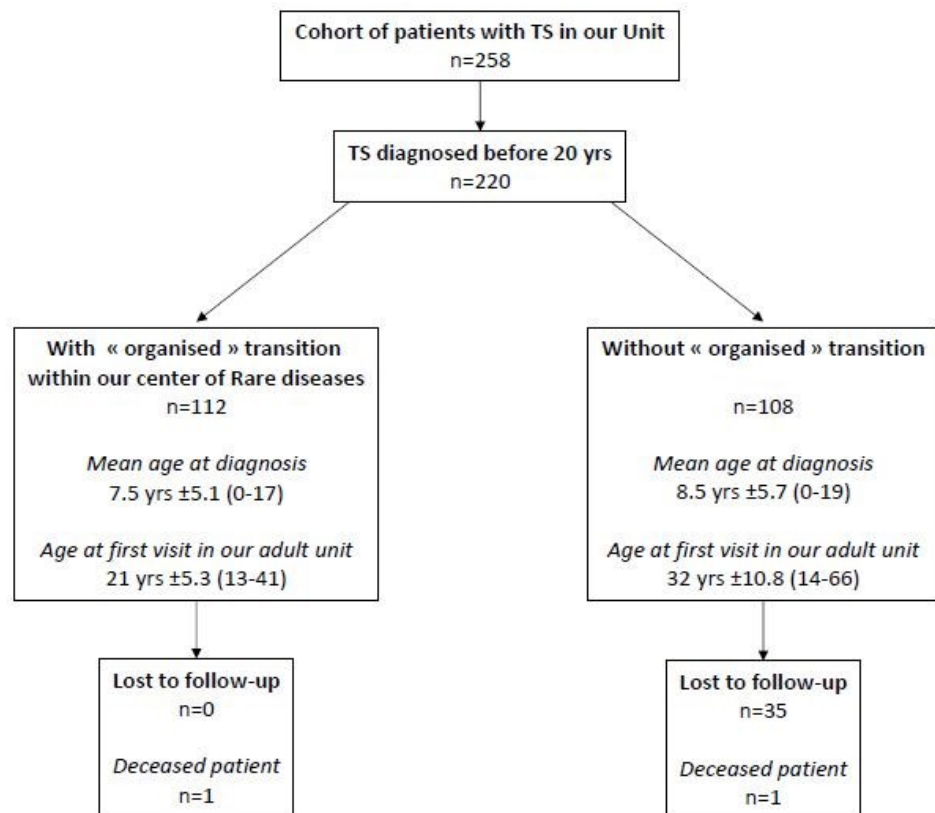 Cohort of patients with TS in our Unit
n=258
TS diagnosed before 20 yrs
n=220
With « organised » transition
within our center of Rare diseases
n=112
Mean age at diagnosis
7.5 yrs ±5.1 (0-17)
Age at first visit in our adult unit
21 yrs ±5.3 (13-41)
Without « organised » transition
n=108
Mean age at diagnosis
8.5 yrs ±5.7 (0-19)
Age at first visit in our adult unit
32 yrs ±10.8 (14-66)
Lost to follow-up
n=0
Deceased patient
n=1
Lost to follow-up
n=35
Deceased patient
n=1